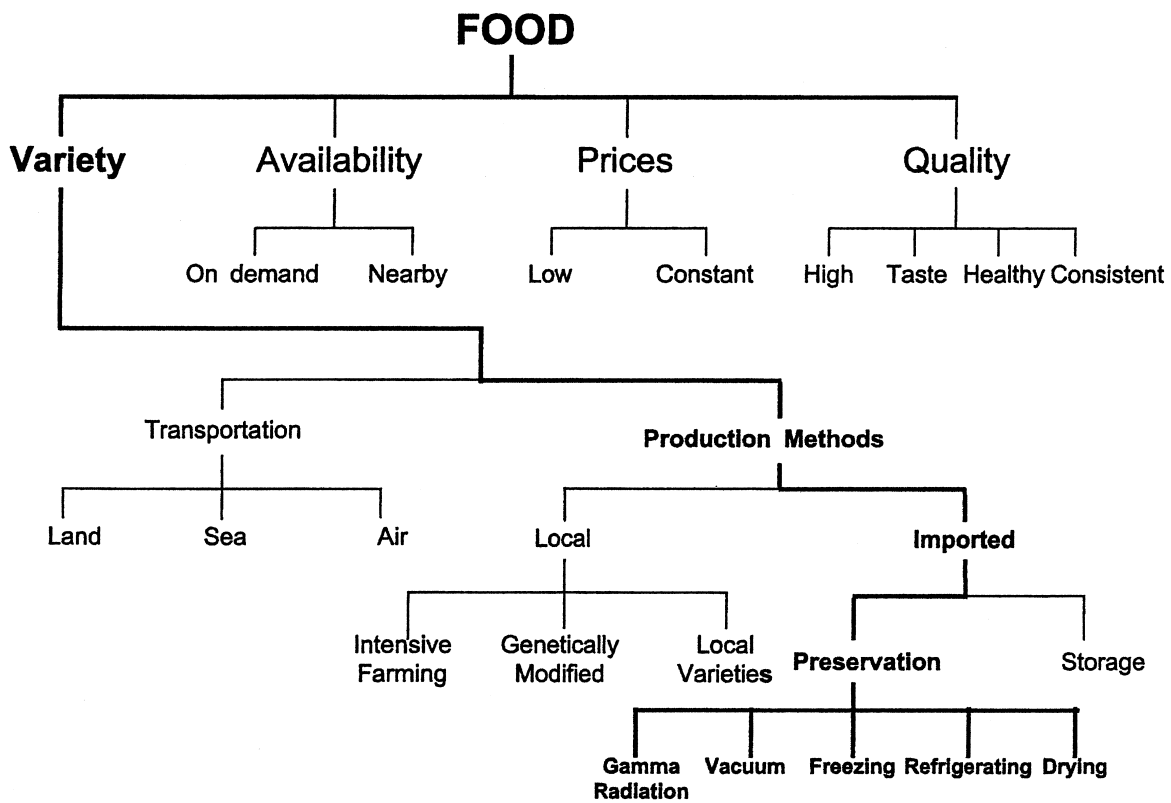 FOOD
Variety
Availability
Prices
Quality
On demand
Nearby
Low
Constant
High
Taste
Healthy
Consistent
Transportation
Production Methods
Land
Sea
Air
Local
Imported
Intensive
Farming
Genetically
Modified
Local
Varieties
Preservation
Storage
Gamma
Radiation
Vacuum
Freezing
Refrigerating
Drying